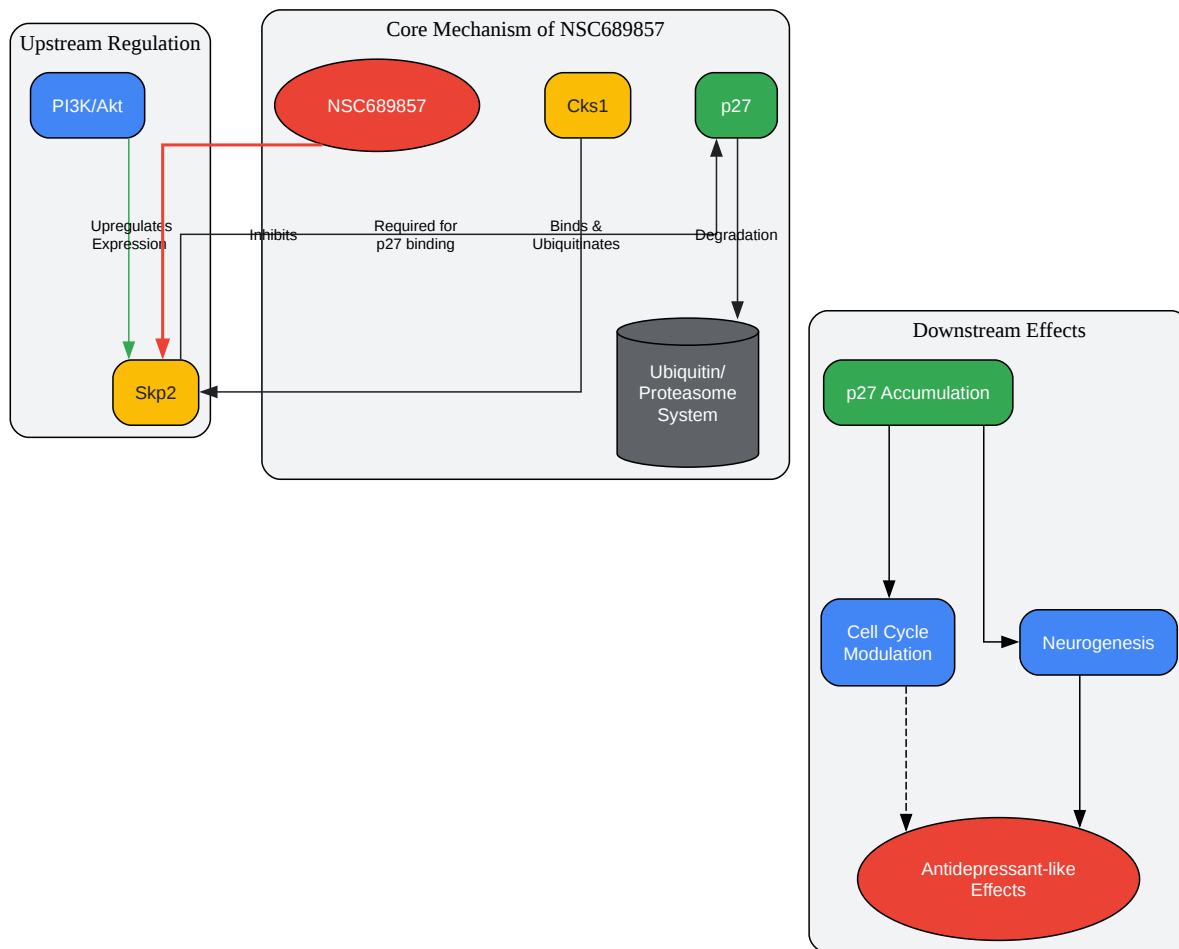 Upstream Regulation
Core Mechanism of NSC689857
PI3K/Akt
NSC689857
Cks1
p27
Upregulates
Expression
Inhibits
Required for
p27 binding
Binds &
Ubiquitinates
Degradation
Skp2
Ubiquitin/
Proteasome
System
Downstream Effects
p27 Accumulation
Cell Cycle
Modulation
Neurogenesis
Antidepressant-like
Effects